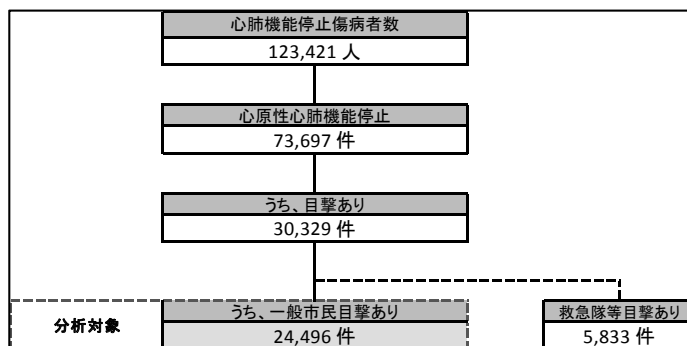 心肺機能停止傷病者数
123,421 人
心原性心肺機能停止
73,697 件
うち、目撃あり
30,329 件
分析対象
うち、一般市民目撃あり
24,496 件
救急隊等目撃あり
5,833 件